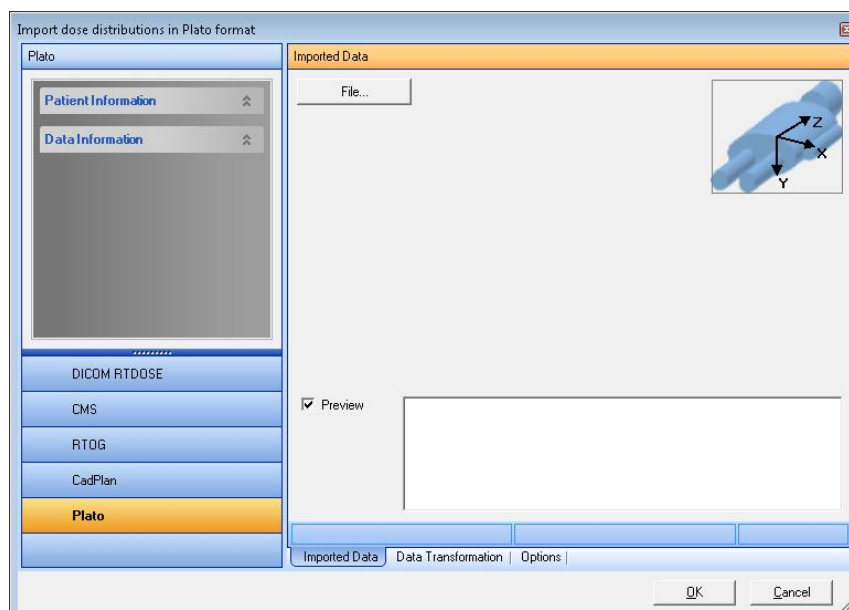 Import dose distributions in Plato format
Plato
Patient Information
Data Information
DICOM RTDOSE
CMS
RTOG
CadPlan
Plato
Imported Data
File...
Z
X
Y
Preview
Imported Data
Data Transformation
Options
OK
Cancel